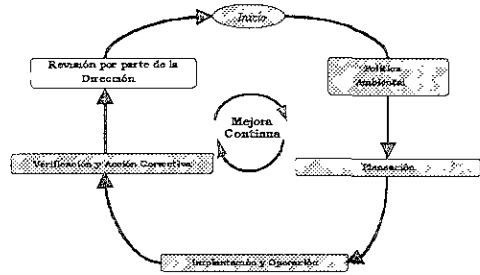 Inicio
Política
Ambiental
Planeación
Implantación y Operación
Verificación y Acción Correctiva
Revisión por parte de la
Dirección
Mejora
Continua